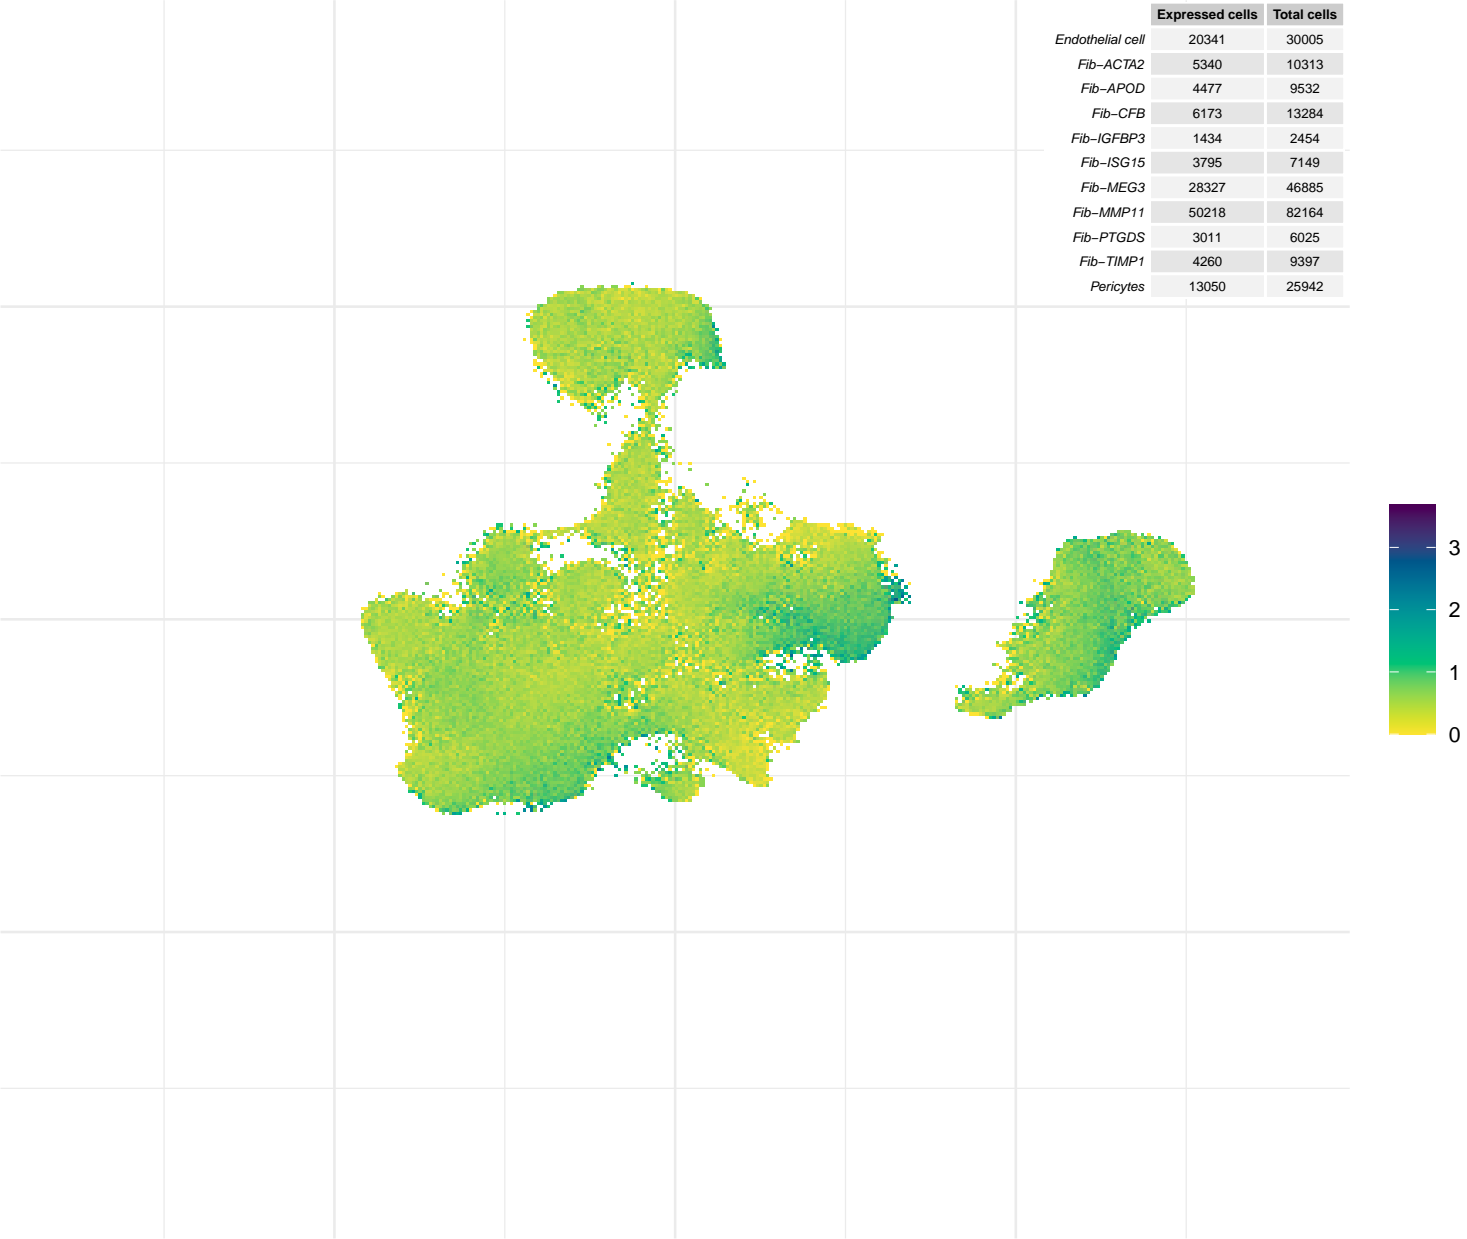 Expressed cells Total cells
Endothelial cell 20341 30005
Fib−ACTA2 5340 10313
Fib−APOD 4477 9532
Fib−CFB 6173 13284
Fib−IGFBP3 1434 2454
Fib−ISG15 3795 7149
Fib−MEG3 28327 46885
Fib−MMP11 50218 82164
Fib−PTGDS 3011 6025
Fib−TIMP1 4260 9397
Pericytes 13050 25942
3
2
1
0